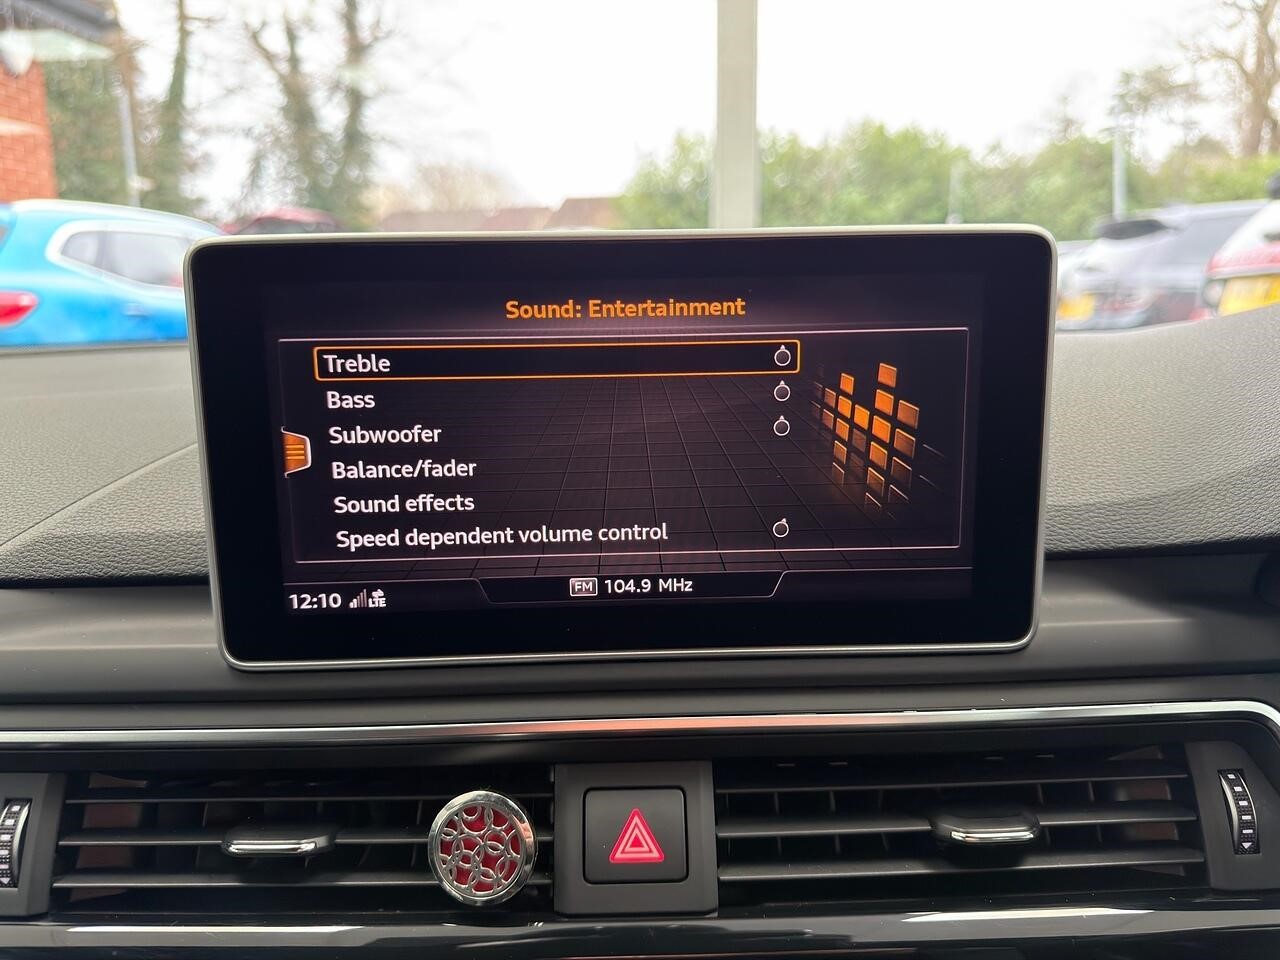 Sound: Entertainment
Treble
Bass
Subwoofer
Balance/fader
Sound effects
Speed dependent volume control
12:10 LTE FM 104.9 MHz